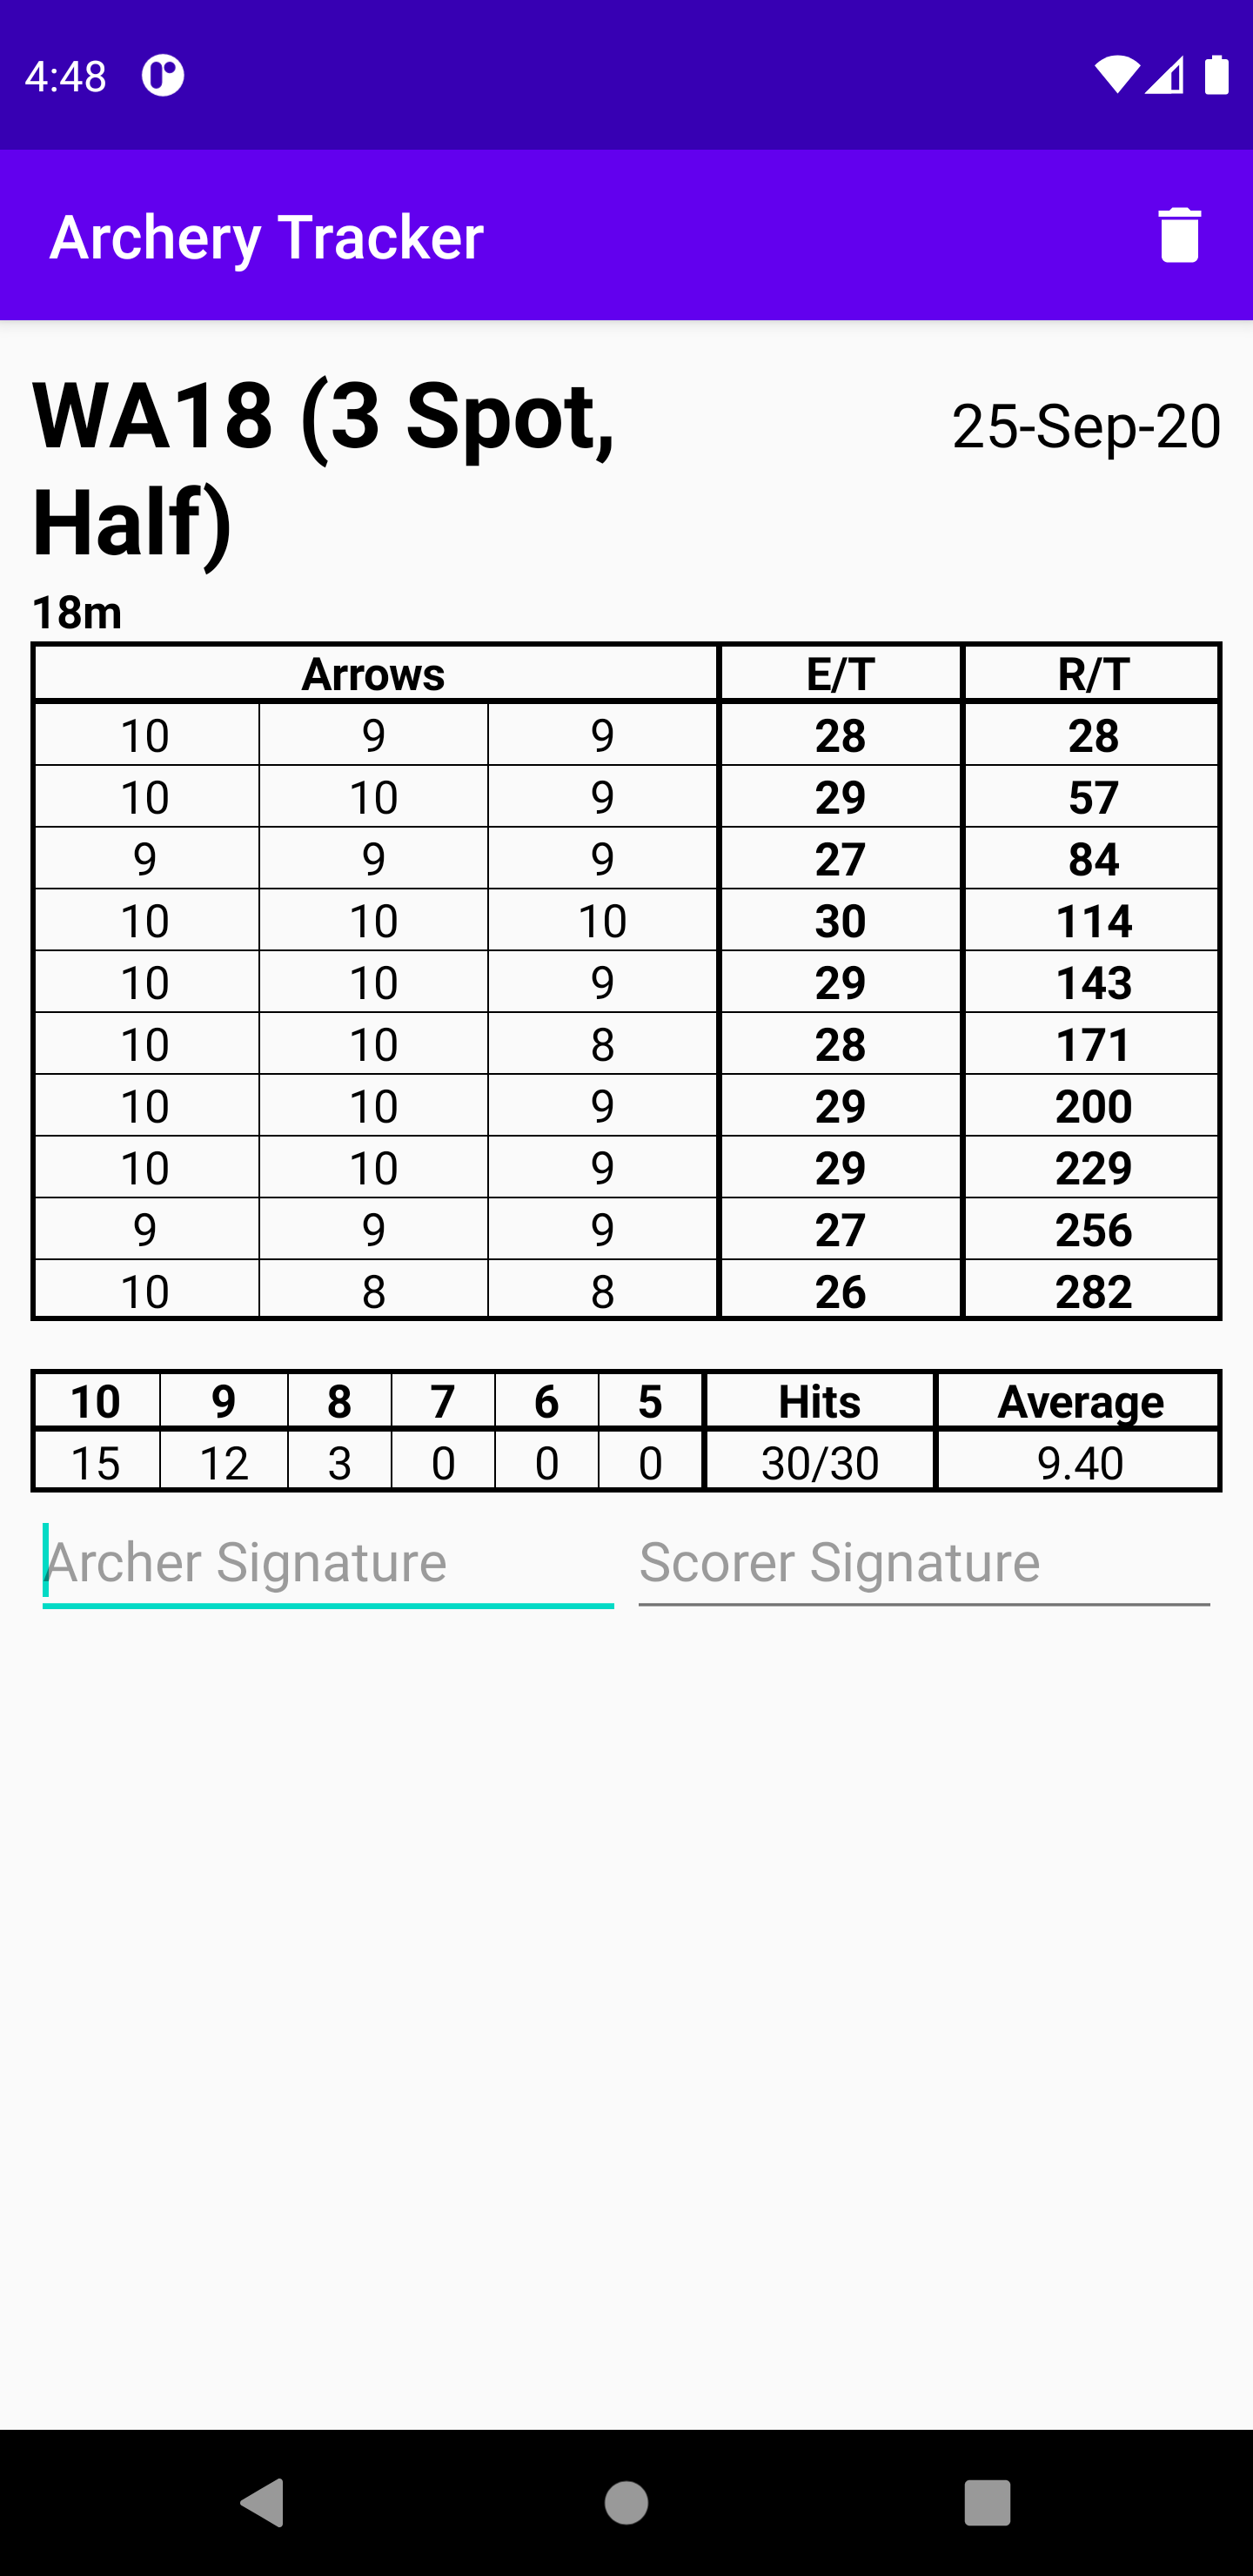 4:48
Archery Tracker
WA18 (3 Spot, Half)
25-Sep-20
18m
Arrows E/T R/T
10 9 9 28 28
10 10 9 29 57
9 9 9 27 84
10 10 10 30 114
10 10 9 29 143
10 10 8 28 171
10 10 9 29 200
10 10 9 29 229
9 9 9 27 256
10 8 8 26 282
10 9 8 7 6 5 Hits Average
15 12 3 0 0 0 30/30 9.40
Archer Signature Scorer Signature